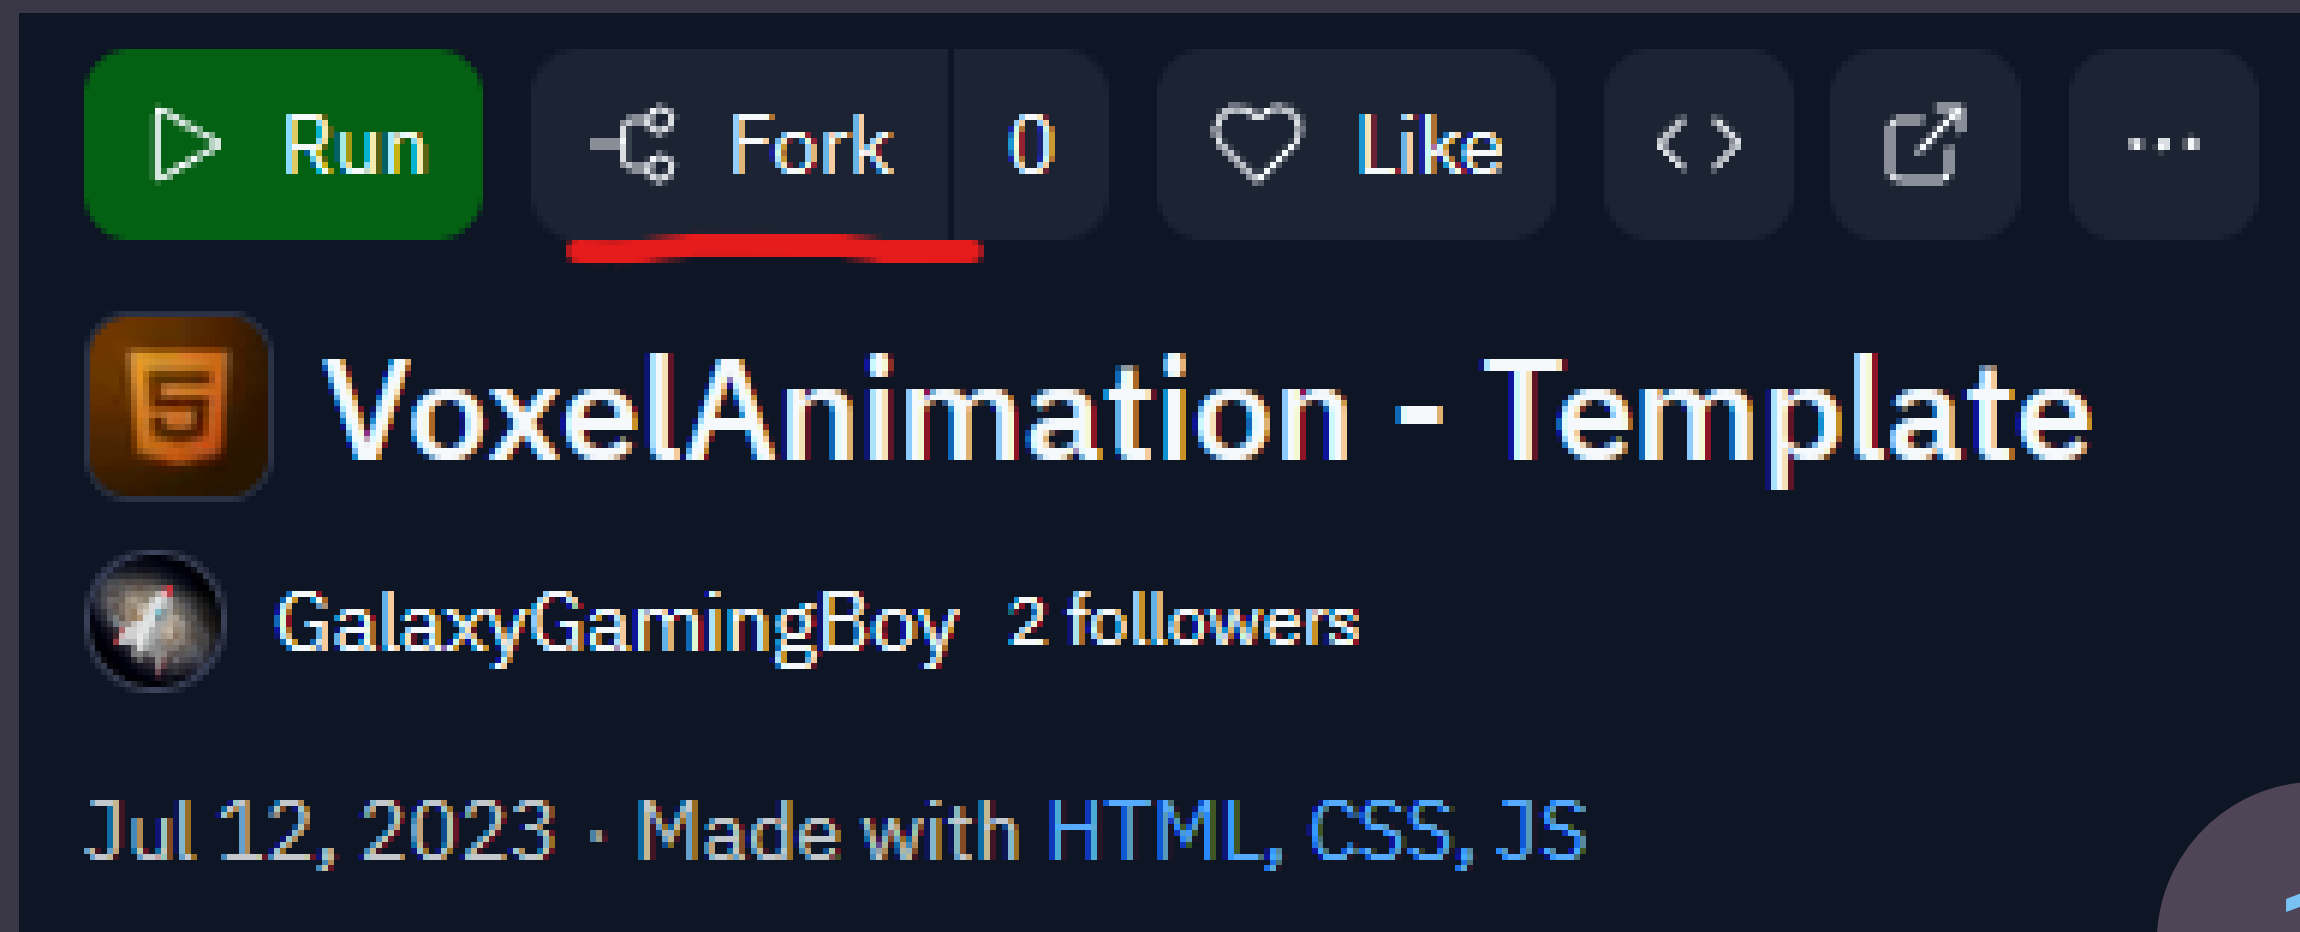 Run Fork 0 Like
VoxelAnimation - Template
GalaxyGamingBoy 2 followers
Jul 12, 2023 · Made with HTML, CSS, JS